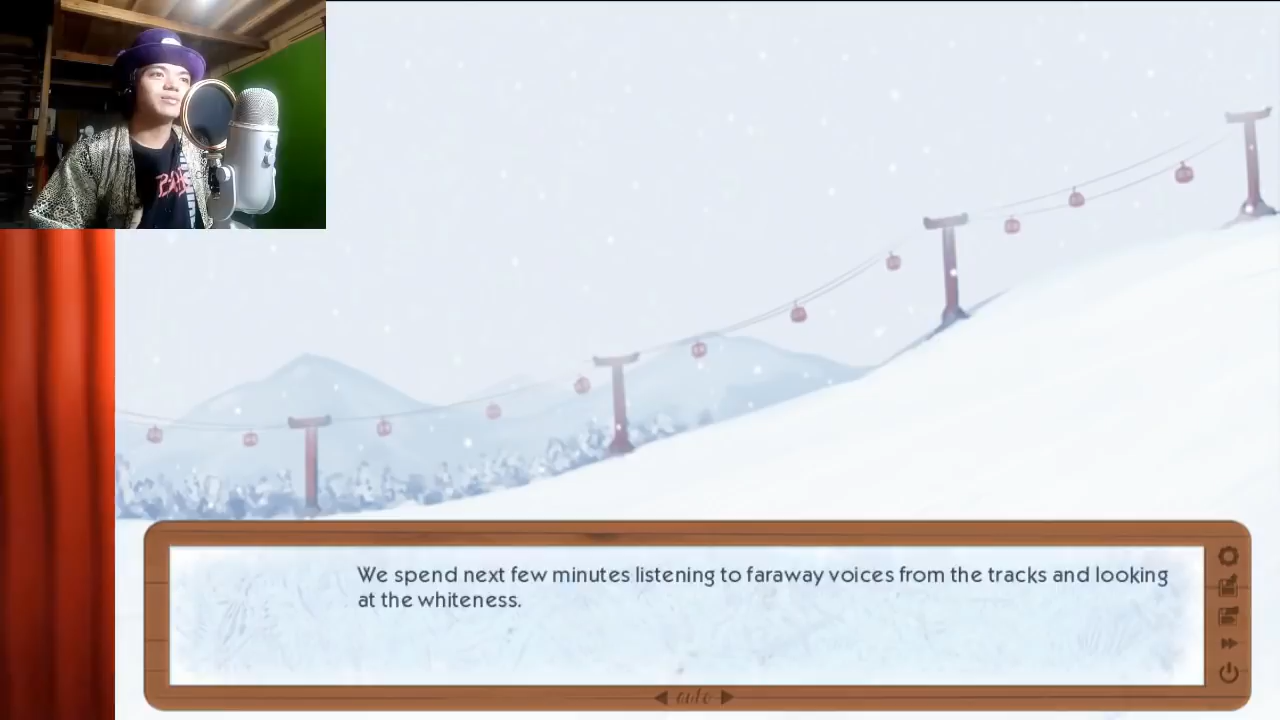 We spend next few minutes listening to faraway voices from the tracks and looking
at the whiteness.
auto